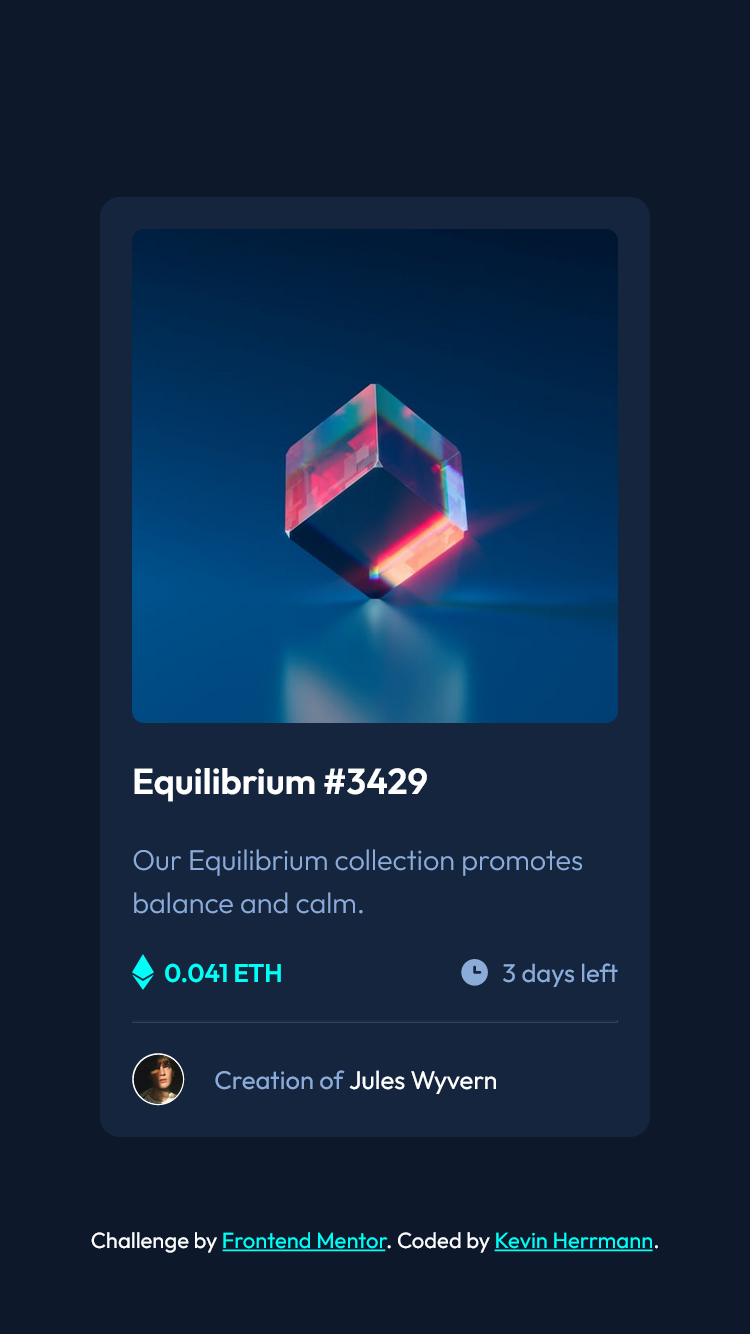 Equilibrium #3429
Our Equilibrium collection promotes
balance and calm.
0.041 ETH
3 days left
Creation of Jules Wyvern
Challenge by Frontend Mentor. Coded by Kevin Herrmann.